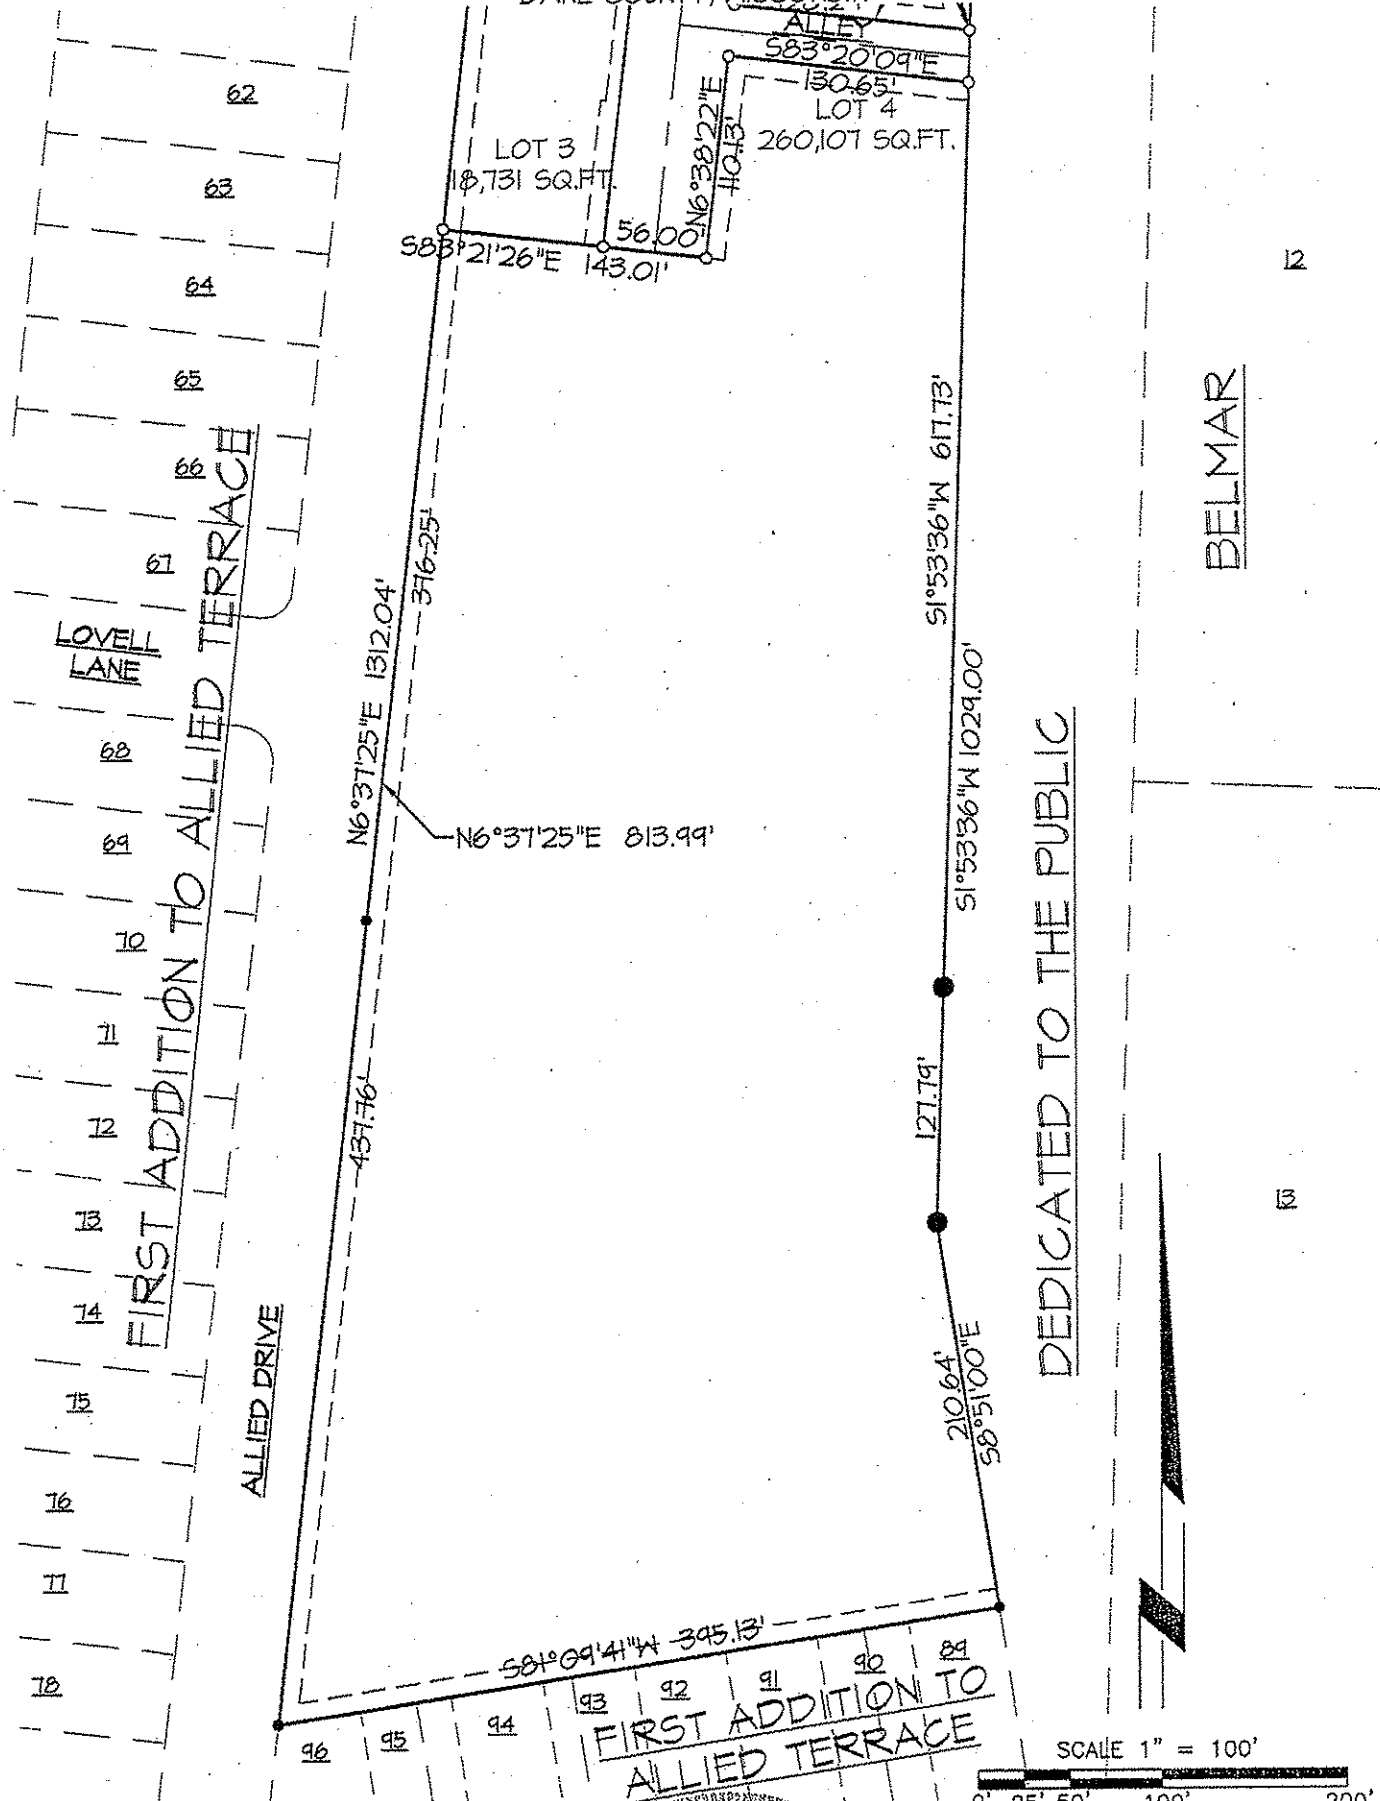 ALLEY
S83°20'09"E
130.65'
LOT 4
260,107 SQ.FT.
N6°38'22"E
110.13'
LOT 3
18,731 SQ.FT.
56.00'
S83°21'26"E 143.01'
62
63
64
65
66
67
LOVELL
LANE
68
69
70
71
72
73
74
75
76
77
78
FIRST ADDITION TO ALLIED TERRACE
ALLIED DRIVE
N6°37'25"E 1312.04'
376.25'
N6°37'25"E 813.99'
437.76'
S1°53'36"W 617.73'
S1°53'36"W 1029.00'
127.79'
210.64'
S8°51'00"E
S81°09'41"W 395.13'
12
BELMAR
DEDICATED TO THE PUBLIC
13
89
90
91
92
93
94
95
96
FIRST ADDITION TO
ALLIED TERRACE
SCALE 1" = 100'
0' 25' 50' 100' 200'